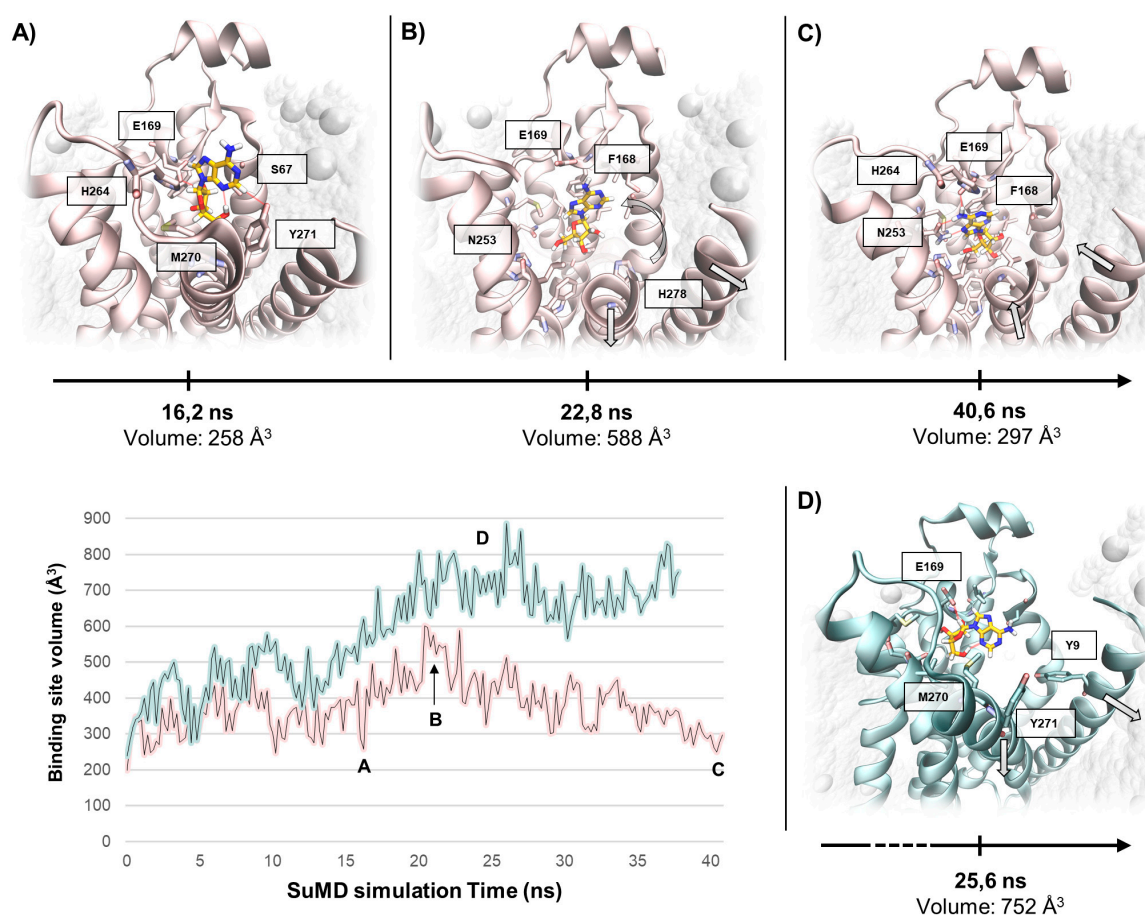 A)
E169
S67
H264
Y271
M270
B)
E169
F168
N253
H278
C)
E169
H264
F168
N253
16,2 ns
Volume: 258 Å³
22,8 ns
Volume: 588 Å³
40,6 ns
Volume: 297 Å³
900
800
700
600
500
400
300
200
100
0
Binding site volume (Å³)
D
B
A
C
0
5
10
15
20
25
30
35
40
SuMD simulation Time (ns)
D)
E169
Y9
M270
Y271
25,6 ns
Volume: 752 Å³